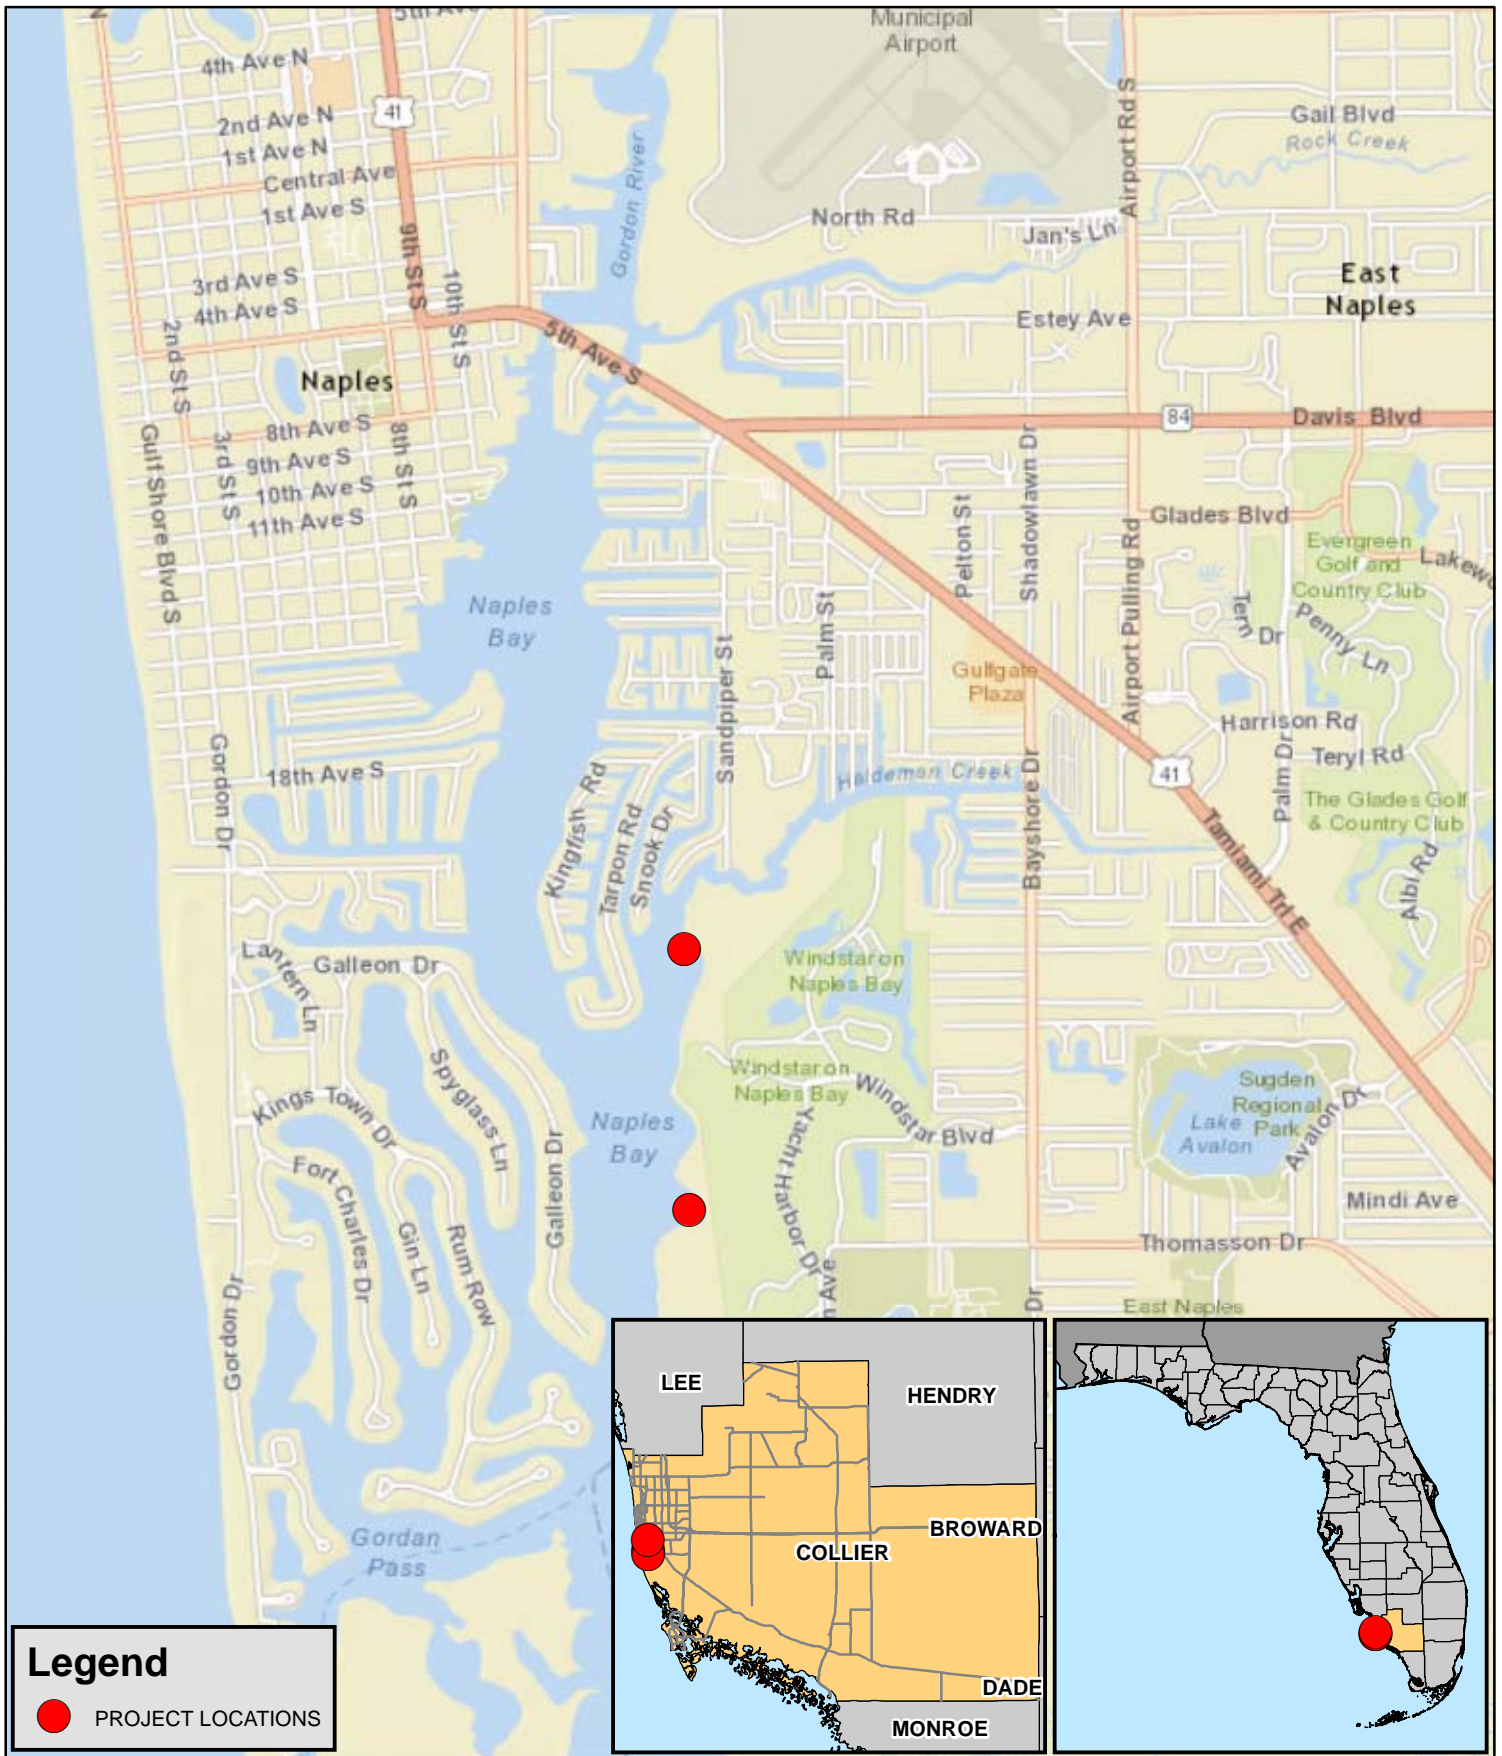 5th Ave N
Municipal
Airport
4th Ave N
41
2nd Ave N
1st Ave N
Central Ave
1st Ave S
Gordon River
Airport Rd S
Gail Blvd
Rock Creek
North Rd
Jan's Ln
9th St S
10th St S
3rd Ave S
4th Ave S
East
Naples
Estey Ave
5th Ave S
2nd St S
Naples
84
Davis Blvd
8th Ave S
9th Ave S
10th Ave S
11th Ave S
3rd St S
8th St S
Gulf Shore Blvd S
Pelton St
Shadowlawn Dr
Airport Pulling Rd
Glades Blvd
Evergreen
Golf and
Country Club
Naples
Bay
Palm St
Sandpiper St
Tern Dr
Penny Ln
Gulfgate
Plaza
Harrison Rd
Teryl Rd
Palm Dr
41
Gordon Dr
18th Ave S
Haldeman Creek
Bayshore Dr
The Glades Golf
& Country Club
Kingfish Rd
Tarpon Rd
Snook Dr
Tamiami Trl E
Albi Rd
Lantern Ln
Galleon Dr
Windstar on
Naples Bay
Spyglass Ln
Windstar on
Naples Bay
Windstar Blvd
Sugden
Regional
Park
Lake
Avalon
Avalon Dr
Kings Town Dr
Naples
Bay
Yacht Harbor Dr
Fort Charles Dr
Gin Ln
Rum Row
Galleon Dr
Mindi Ave
Thomasson Dr
n Ave
Dr
East Naples
Gordon Dr
Gordan
Pass
LEE
HENDRY
BROWARD
COLLIER
DADE
MONROE
Legend
PROJECT LOCATIONS